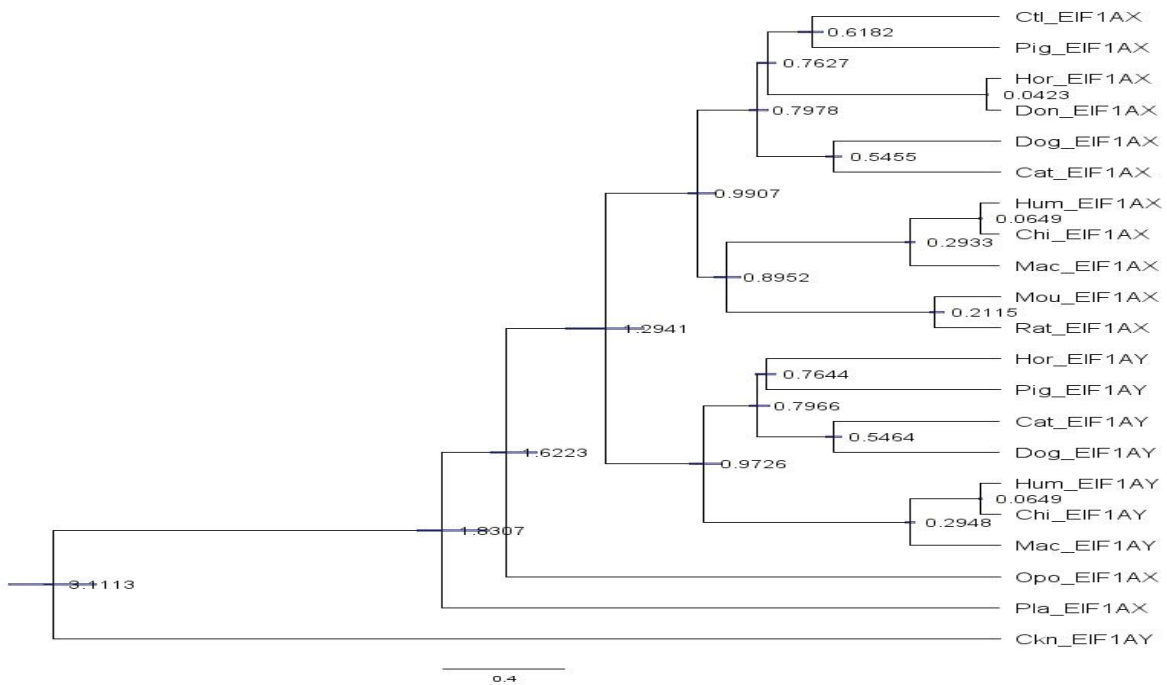 Ctl_EIF1AX
0.6182
Pig_EIF1AX
0.7627
Hor_EIF1AX
0.0423
Don_EIF1AX
0.7978
Dog_EIF1AX
0.5455
Cat_EIF1AX
0.9907
Hum_EIF1AX
0.0649
Chi_EIF1AX
0.2933
Mac_EIF1AX
0.8952
Mou_EIF1AX
0.2115
Rat_EIF1AX
1.2941
Hor_EIF1AY
0.7644
Pig_EIF1AY
0.7966
Cat_EIF1AY
0.5464
Dog_EIF1AY
1.6223
0.9726
Hum_EIF1AY
0.0649
Chi_EIF1AY
0.2948
1.8307
Mac_EIF1AY
Opo_EIF1AX
3.1113
Pla_EIF1AX
Ckn_EIF1AY
0.4